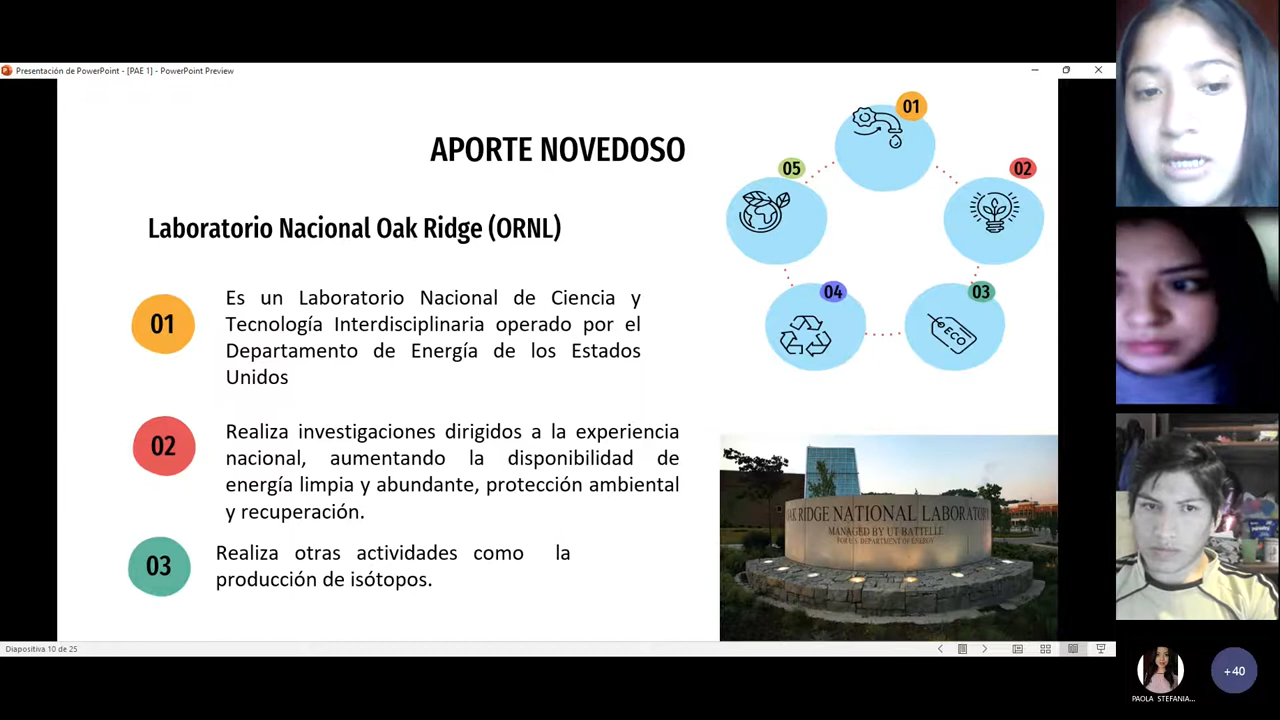 Presentación de PowerPoint - [PAE 1] - PowerPoint Preview
APORTE NOVEDOSO
Laboratorio Nacional Oak Ridge (ORNL)
01
Es un Laboratorio Nacional de Ciencia y
Tecnología Interdisciplinaria operado por el
Departamento de Energía de los Estados
Unidos
02
Realiza investigaciones dirigidos a la experiencia
nacional, aumentando la disponibilidad de
energía limpia y abundante, protección ambiental
y recuperación.
03
Realiza otras actividades como la
producción de isótopos.
01
02
03
ECO
04
05
OAK RIDGE NATIONAL LABORATORY
MANAGED BY UT BATTELLE
FOR U.S. DEPARTMENT OF ENERGY
Diapositiva 10 de 25
PAOLA STEFANIA...
+40